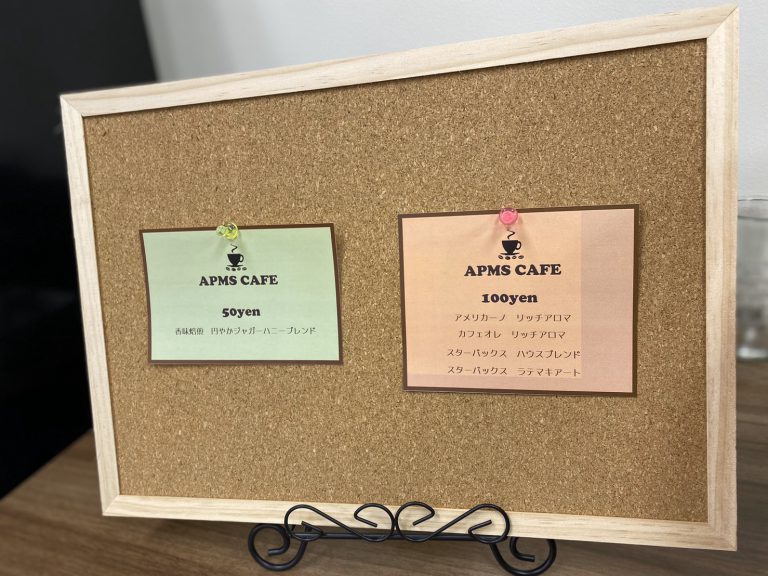 APMS CAFE
50yen
香味焙煎 円やかジャガーハニーブレンド
APMS CAFE
100yen
アメリカーノ リッチアロマ
カフェオレ リッチアロマ
スターバックス ハウスブレンド
スターバックス ラテマキアート